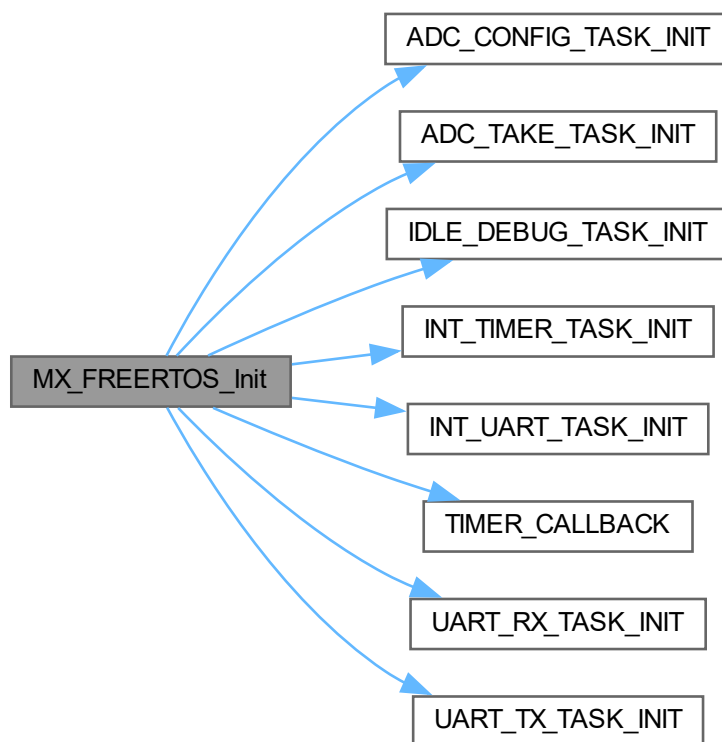 ADC_CONFIG_TASK_INIT
ADC_TAKE_TASK_INIT
IDLE_DEBUG_TASK_INIT
INT_TIMER_TASK_INIT
MX_FREERTOS_Init
INT_UART_TASK_INIT
TIMER_CALLBACK
UART_RX_TASK_INIT
UART_TX_TASK_INIT